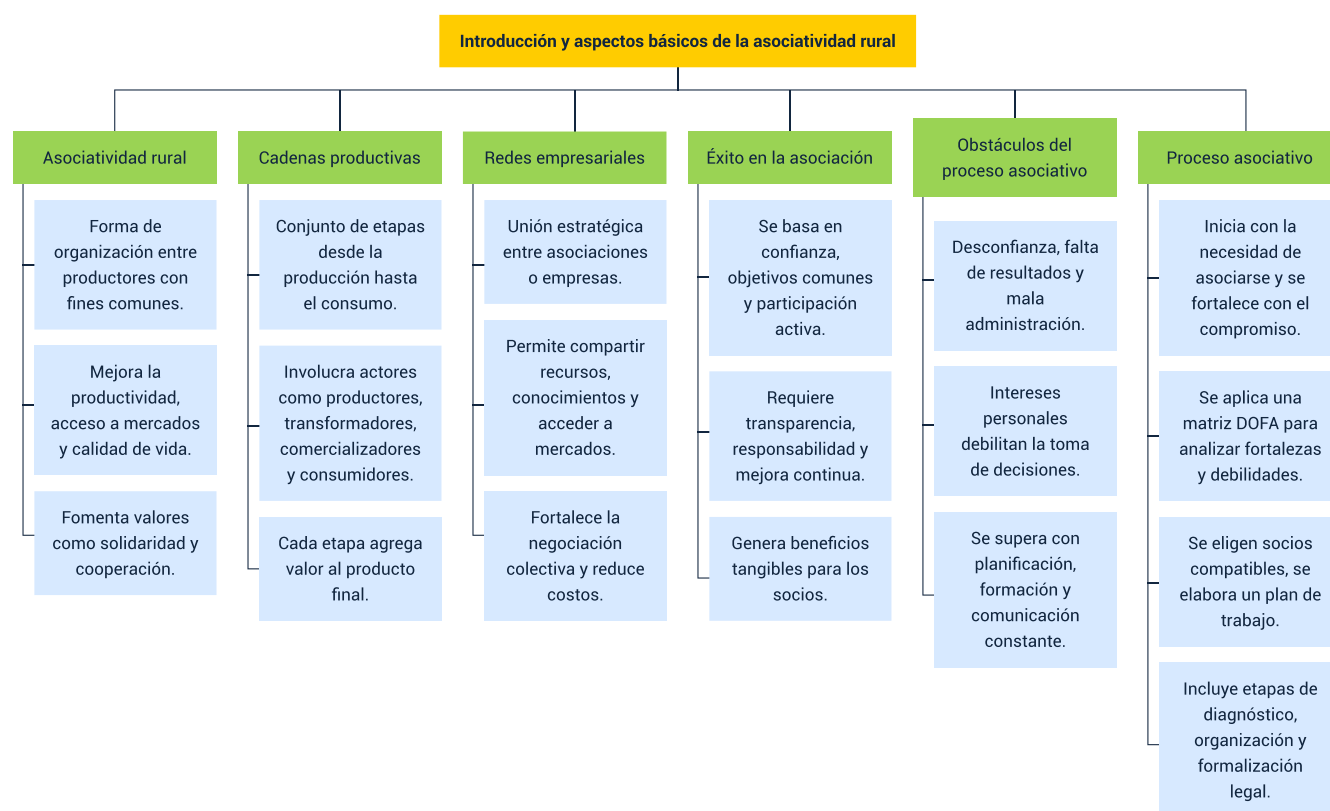 Introducción y aspectos básicos de la asociatividad rural
Asociatividad rural
Forma de
organización entre
productores con
fines comunes.
Mejora la
productividad,
acceso a mercados
y calidad de vida.
Fomenta valores
como solidaridad y
cooperación.
Cadenas productivas
Conjunto de etapas
desde la
producción hasta
el consumo.
Involucra actores
como productores,
transformadores,
comercializadores
y consumidores.
Cada etapa agrega
valor al producto
final.
Redes empresariales
Unión estratégica
entre asociaciones
o empresas.
Permite compartir
recursos,
conocimientos y
acceder a
mercados.
Fortalece la
negociación
colectiva y reduce
costos.
Éxito en la asociación
Se basa en
confianza,
objetivos comunes
y participación
activa.
Requiere
transparencia,
responsabilidad y
mejora continua.
Genera beneficios
tangibles para los
socios.
Obstáculos del
proceso asociativo
Desconfianza, falta
de resultados y
mala
administración.
Intereses
personales
debilitan la toma
de decisiones.
Se supera con
planificación,
formación y
comunicación
constante.
Proceso asociativo
Inicia con la
necesidad de
asociarse y se
fortalece con el
compromiso.
Se aplica una
matriz DOFA para
analizar fortalezas
y debilidades.
Se eligen socios
compatibles, se
elabora un plan de
trabajo.
Incluye etapas de
diagnóstico,
organización y
formalización
legal.